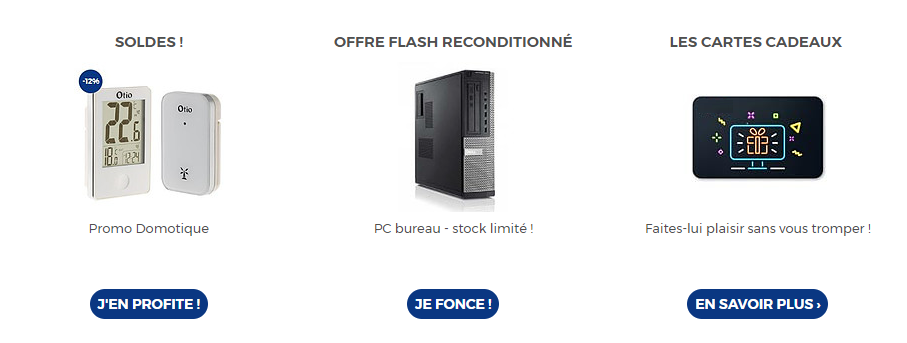 SOLDES !
OFFRE FLASH RECONDITIONNÉ
LES CARTES CADEAUX
-12%
Otio
22.6
18.9
12:24
Otio
Promo Domotique
PC bureau - stock limité !
Faites-lui plaisir sans vous tromper !
J'EN PROFITE !
JE FONCE !
EN SAVOIR PLUS ›